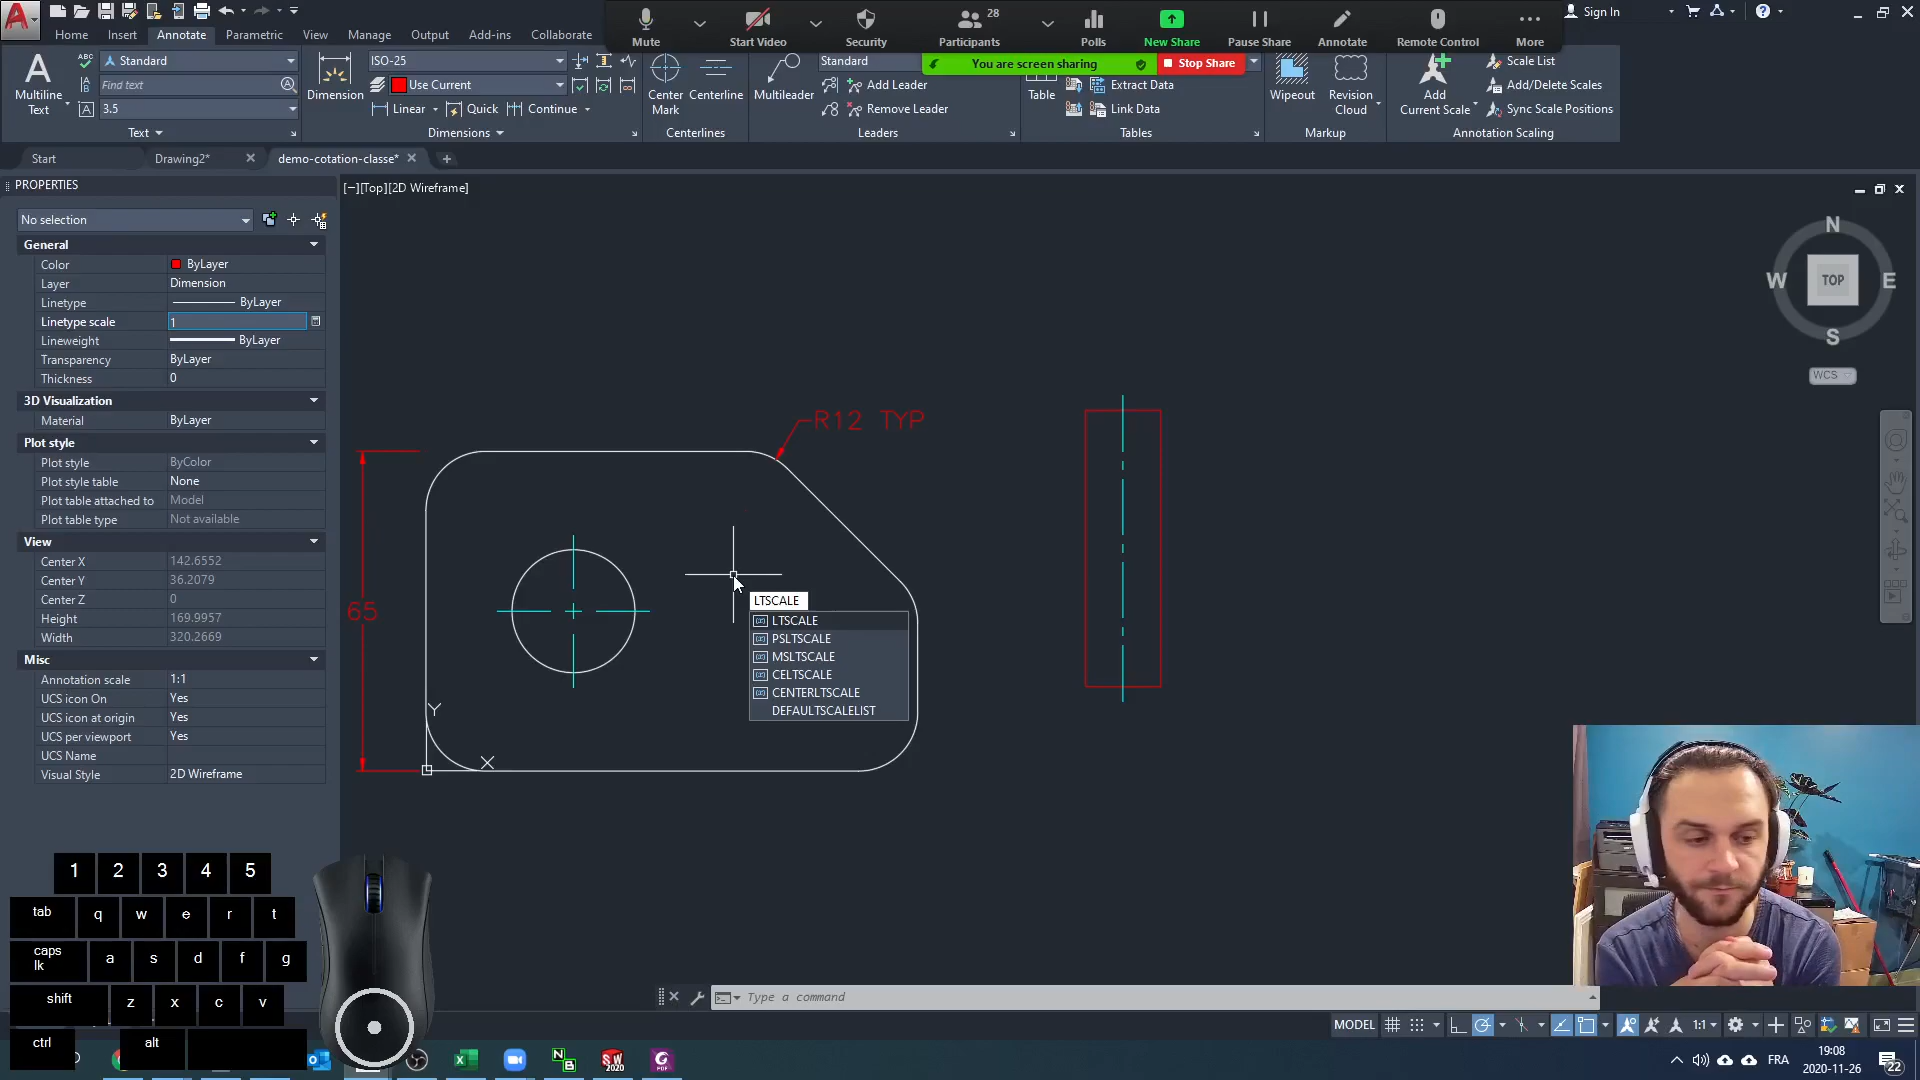 Mute
Start Video
Security
Participants 28
Polls
New Share
Pause Share
Annotate
Remote Control
More
Sign In
Home Insert Annotate Parametric View Manage Output Add-ins Collaborate
You are screen sharing
Stop Share
Multiline
Text
Standard
Find text
3.5
Text
Dimension
ISO-25
Use Current
Linear Quick Continue
Dimensions
Center
Mark
Centerline
Centerlines
Multileader
Standard
Add Leader
Remove Leader
Leaders
Table
Extract Data
Link Data
Tables
Wipeout
Revision
Cloud
Markup
Add
Current Scale
Scale List
Add/Delete Scales
Sync Scale Positions
Annotation Scaling
Start
Drawing2*
demo-cotation-classe*
PROPERTIES
[−][Top][2D Wireframe]
No selection
General
Color ByLayer
Layer Dimension
Linetype ByLayer
Linetype scale 1
Lineweight ByLayer
Transparency ByLayer
Thickness 0
3D Visualization
Material ByLayer
Plot style
Plot style ByColor
Plot style table None
Plot table attached to Model
Plot table type Not available
View
Center X 142.6552
Center Y 36.2079
Center Z 0
Height 169.9957
Width 320.2669
Misc
Annotation scale 1:1
UCS icon On Yes
UCS icon at origin Yes
UCS per viewport Yes
UCS Name
Visual Style 2D Wireframe
R12 TYP
65
Y
X
LTSCALE
LTSCALE
PSLTSCALE
MSLTSCALE
CELTSCALE
CENTERLTSCALE
DEFAULTSCALELIST
N
W TOP E
S
WCS
1 2 3 4 5
tab q w e r t
caps
lk a s d f g
shift z x c v
ctrl alt
Type a command
MODEL
1:1
FRA
19:08
2020-11-26
22